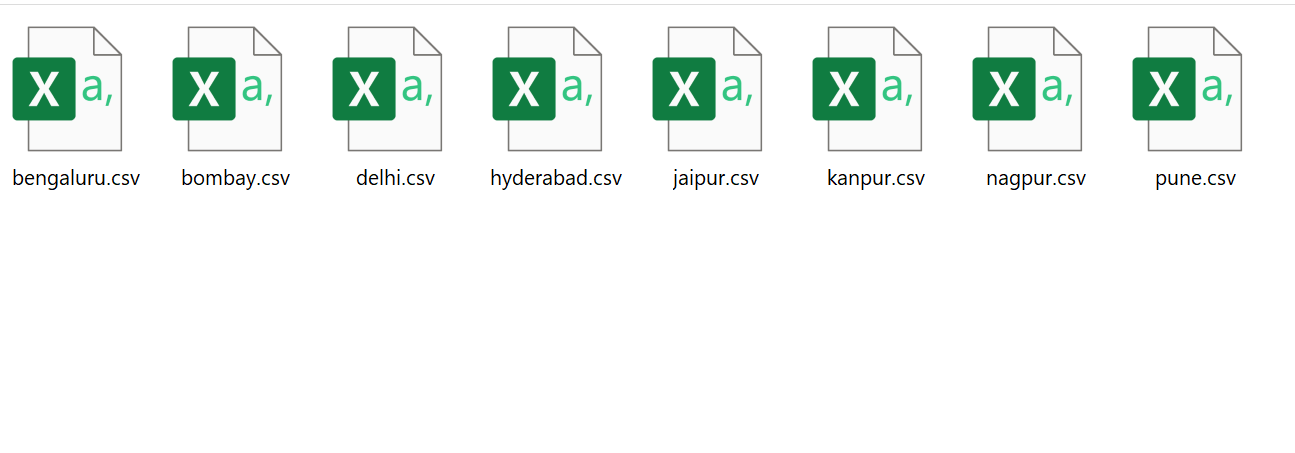 X a, X a, X a, X a, X a, X a, X a, X a,
bengaluru.csv bombay.csv delhi.csv hyderabad.csv jaipur.csv kanpur.csv nagpur.csv pune.csv